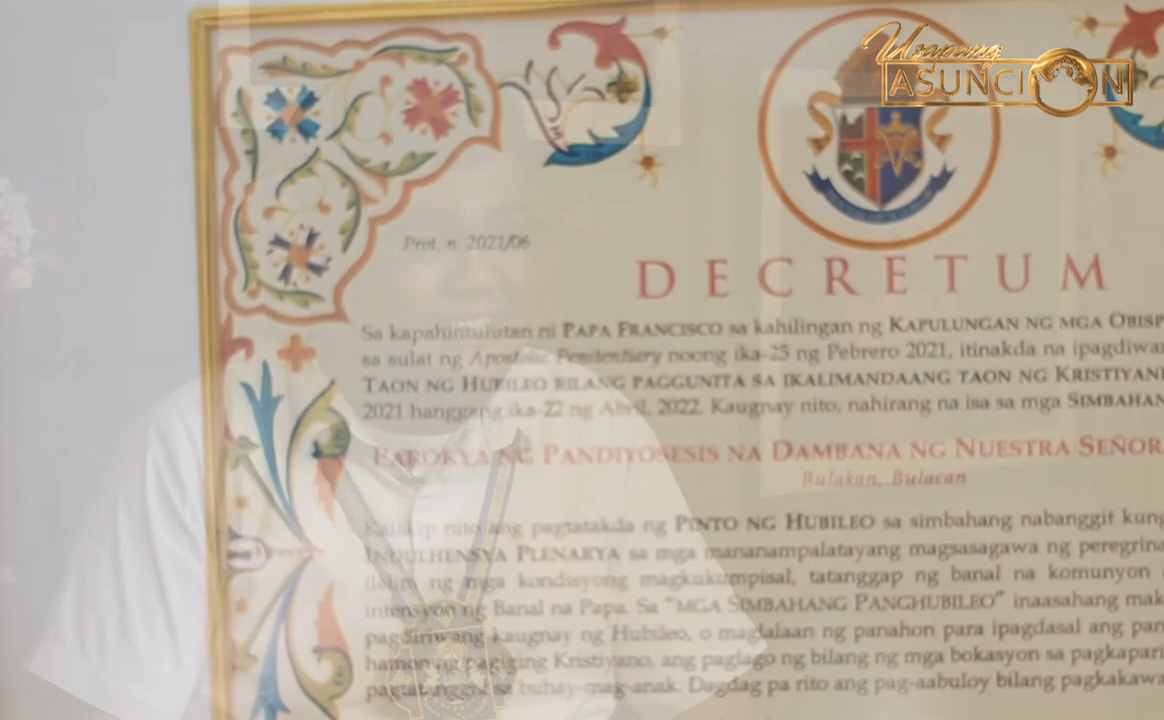 Usapang
ASUNCION
Prot. n. 2021/06
DECRETUM
Sa kapahintulutan ni PAPA FRANCISCO sa kahilingan ng KAPULUNGAN NG MGA OBISP
sa sulat ng Apostolic Penitentiary noong ika-25 ng Pebrero 2021, itinakda na ipagdiwa
TAON NG HUBILEO BILANG PAGGUNITA SA IKALIMANDAANG TAON NG KRISTIYAN
2021 hanggang ika-22 ng Abril, 2022. Kaugnay nito, nahirang na isa sa mga SIMBAHAN
PAROKYA NG PANDIYOSESIS NA DAMBANA NG NUESTRA SEÑOR
Bulakan, Bulacan
Kalakip nito ang pagtatakda ng PINTO NG HUBILEO sa simbahang nabanggit kung
INDULHENSYA PLENARYA sa mga mananampalatayang magsasagawa ng peregrina
ilalim ng mga kondisyong magkukumpisal, tatanggap ng banal na komunyon
intensyon ng Banal na Papa. Sa "MGA SIMBAHANG PANGHUBILEO" inaasahang mak
pagdiriwang kaugnay ng Hubileo, o maglalaan ng panahon para ipagdasal ang pan
hamon ng pagiging Kristiyano, ang paglago ng bilang ng mga bokasyon sa pagkapari
pagtatanggol sa buhay-mag-anak. Dagdag pa rito ang pag-aabuloy bilang pagkakawa